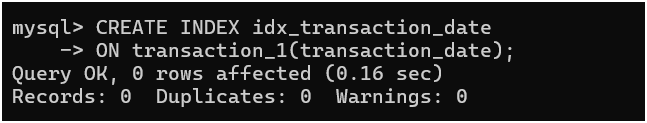 mysql> CREATE INDEX idx_transaction_date
    -> ON transaction_1(transaction_date);
Query OK, 0 rows affected (0.16 sec)
Records: 0  Duplicates: 0  Warnings: 0